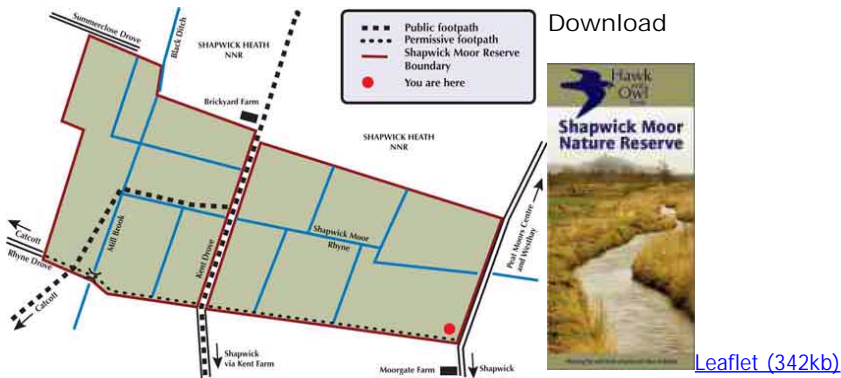 Summerclose Drove
Black Ditch
SHAPWICK HEATH
NNR
Public footpath
Permissive footpath
Shapwick Moor Reserve
Boundary
You are here
Brickyard Farm
SHAPWICK HEATH
NNR
Catcott
Rhyne Drove
Mill Brook
Kent Drove
Shapwick Moor
Rhyne
Peat Moors Centre
and Westhay
Catcott
Shapwick
via Kent Farm
Moorgate Farm
Shapwick
Download
Hawk
and
Owl
Trust
Shapwick Moor
Nature Reserve
Leaflet (342kb)